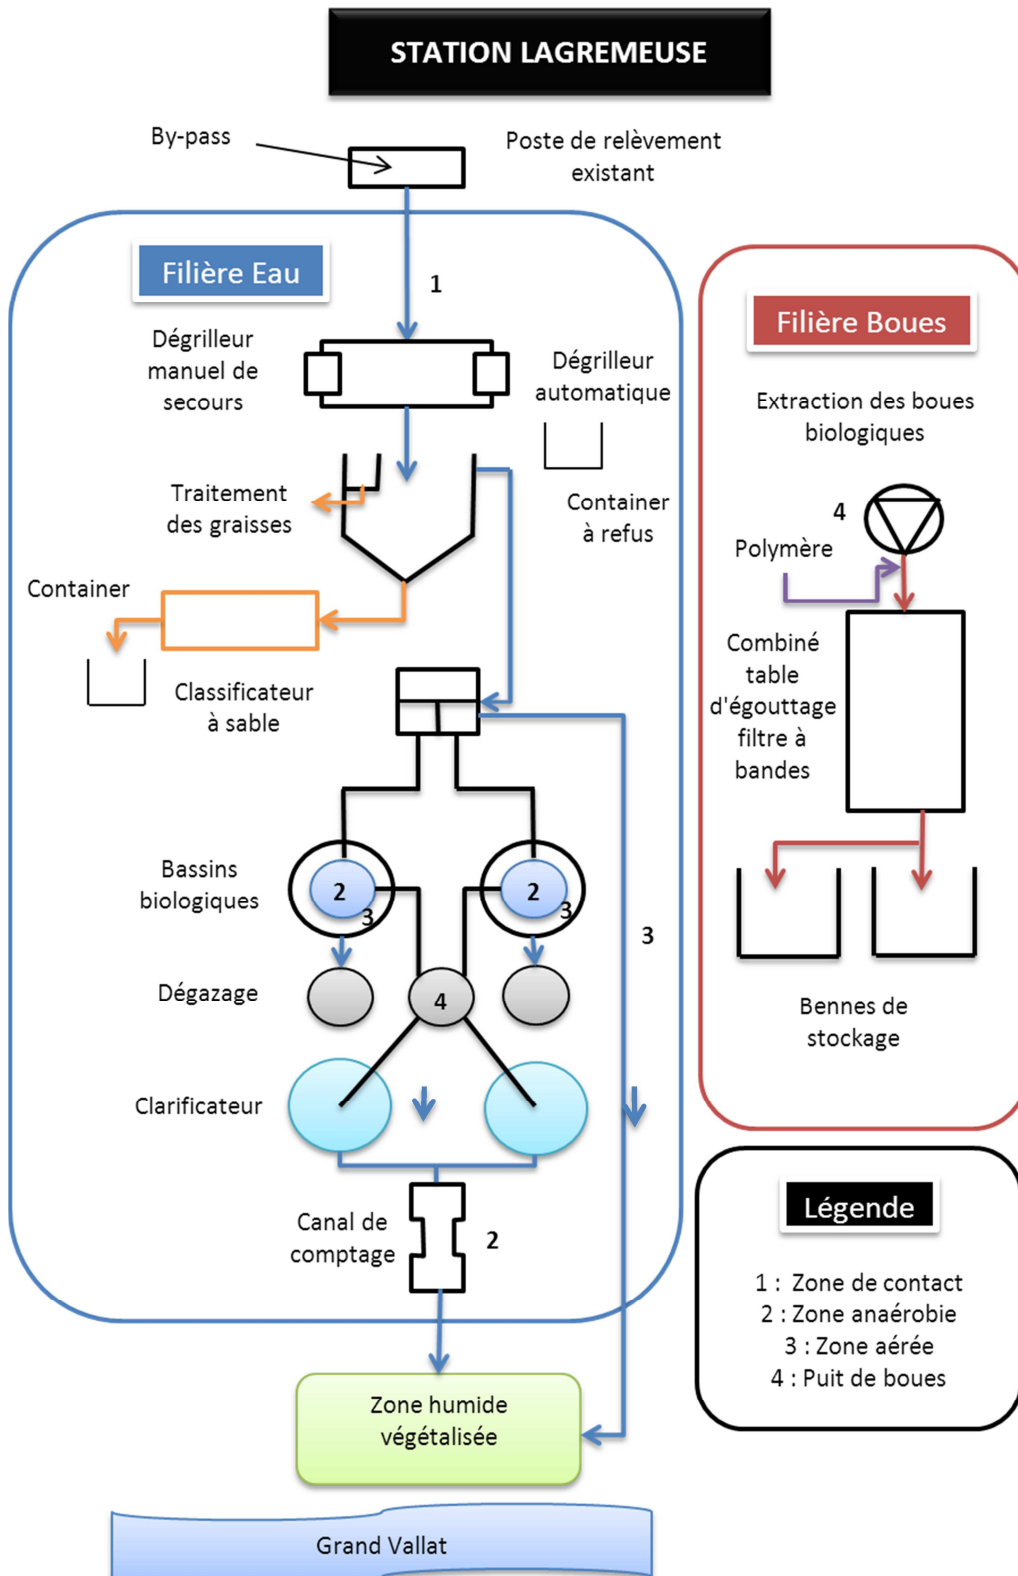 STATION LAGREMEUSE
By-pass
Poste de relèvement
existant
Filière Eau
1
Dégrilleur
manuel de
secours
Dégrilleur
automatique
Container
à refus
Traitement
des graisses
Container
Classificateur
à sable
Bassins
biologiques
2
3
2
3
3
Dégazage
4
Clarificateur
Canal de
comptage
2
Zone humide
végétalisée
Grand Vallat
Filière Boues
Extraction des boues
biologiques
4
Polymère
Combiné
table
d'égouttage
filtre à
bandes
Bennes de
stockage
Légende
1 : Zone de contact
2 : Zone anaérobie
3 : Zone aérée
4 : Puit de boues